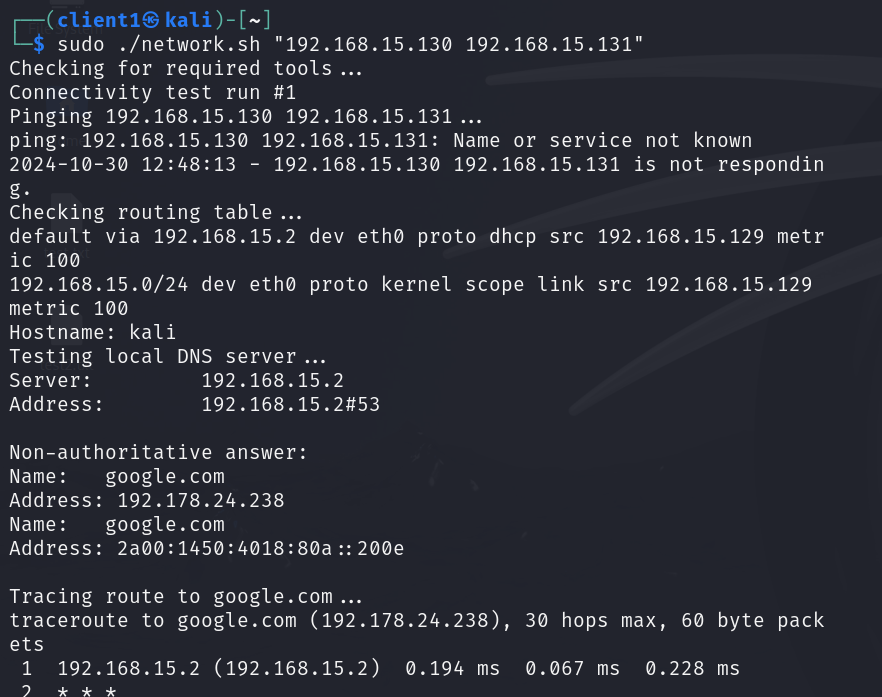 ┌──(client1㉿kali)-[~]
└─$ sudo ./network.sh "192.168.15.130 192.168.15.131"
Checking for required tools...
Connectivity test run #1
Pinging 192.168.15.130 192.168.15.131...
ping: 192.168.15.130 192.168.15.131: Name or service not known
2024-10-30 12:48:13 - 192.168.15.130 192.168.15.131 is not respondin
g.
Checking routing table...
default via 192.168.15.2 dev eth0 proto dhcp src 192.168.15.129 metr
ic 100
192.168.15.0/24 dev eth0 proto kernel scope link src 192.168.15.129
metric 100
Hostname: kali
Testing local DNS server...
Server:         192.168.15.2
Address:        192.168.15.2#53

Non-authoritative answer:
Name:   google.com
Address: 192.178.24.238
Name:   google.com
Address: 2a00:1450:4018:80a::200e

Tracing route to google.com...
traceroute to google.com (192.178.24.238), 30 hops max, 60 byte pack
ets
 1  192.168.15.2 (192.168.15.2)  0.194 ms  0.067 ms  0.228 ms
 2  * * *